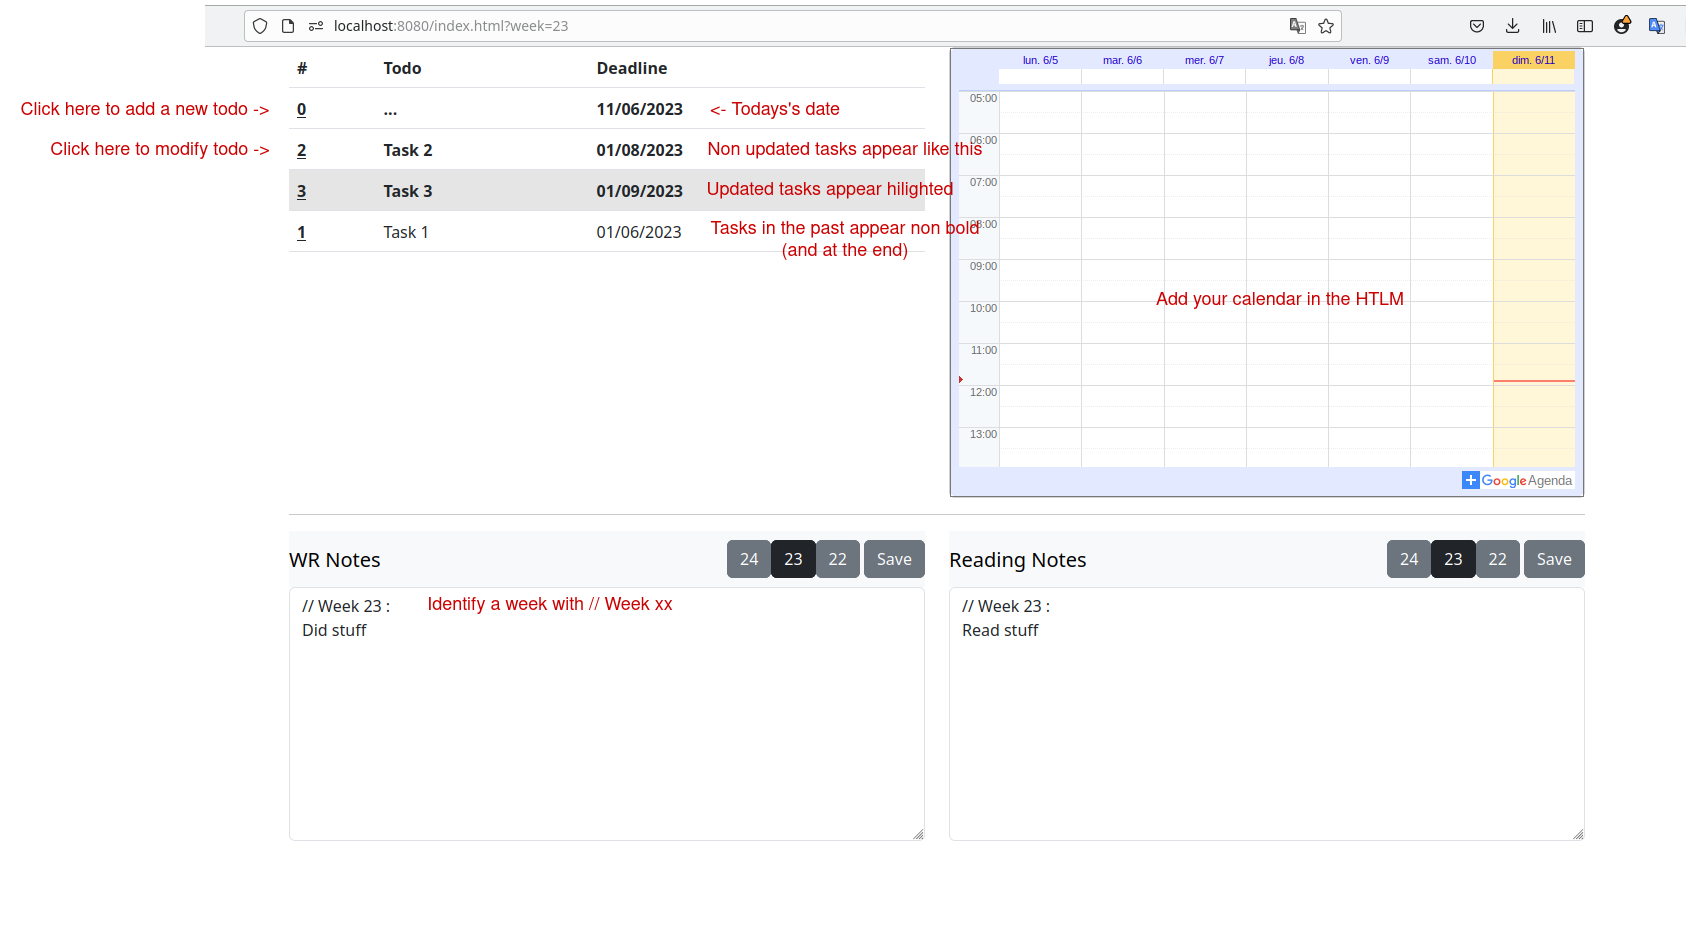 localhost:8080/index.html?week=23
# Todo Deadline
Click here to add a new todo -> 0 ... 11/06/2023 <- Todays's date
Click here to modify todo -> 2 Task 2 01/08/2023 Non updated tasks appear like this
3 Task 3 01/09/2023 Updated tasks appear hilighted
1 Task 1 01/06/2023 Tasks in the past appear non bold
(and at the end)
lun. 6/5 mar. 6/6 mer. 6/7 jeu. 6/8 ven. 6/9 sam. 6/10 dim. 6/11
05:00
06:00
07:00
08:00
09:00
Add your calendar in the HTLM
10:00
11:00
12:00
13:00
+ Google Agenda
WR Notes 24 23 22 Save
// Week 23 : Identify a week with // Week xx
Did stuff
Reading Notes 24 23 22 Save
// Week 23 :
Read stuff